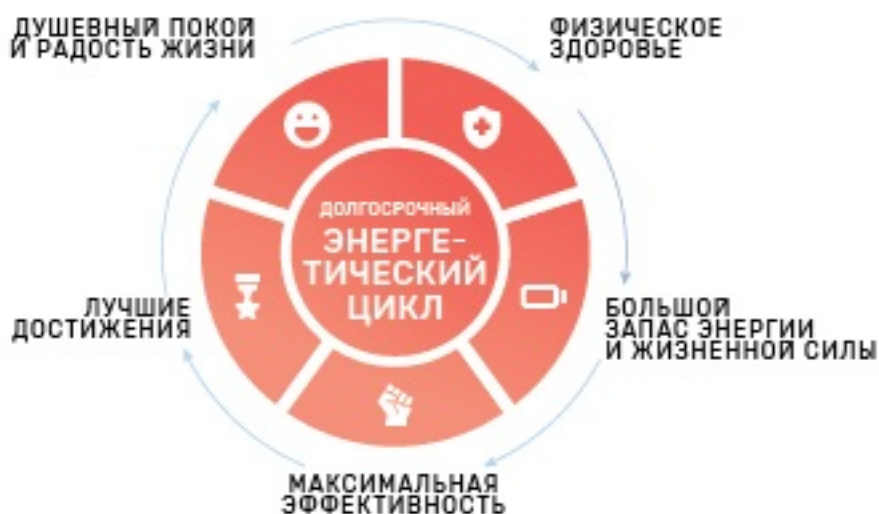 ДУШЕВНЫЙ ПОКОЙ
И РАДОСТЬ ЖИЗНИ
ФИЗИЧЕСКОЕ
ЗДОРОВЬЕ
ДОЛГОСРОЧНЫЙ
ЭНЕРГЕ-
ТИЧЕСКИЙ
ЦИКЛ
ЛУЧШИЕ
ДОСТИЖЕНИЯ
БОЛЬШОЙ
ЗАПАС ЭНЕРГИИ
И ЖИЗНЕННОЙ СИЛЫ
МАКСИМАЛЬНАЯ
ЭФФЕКТИВНОСТЬ